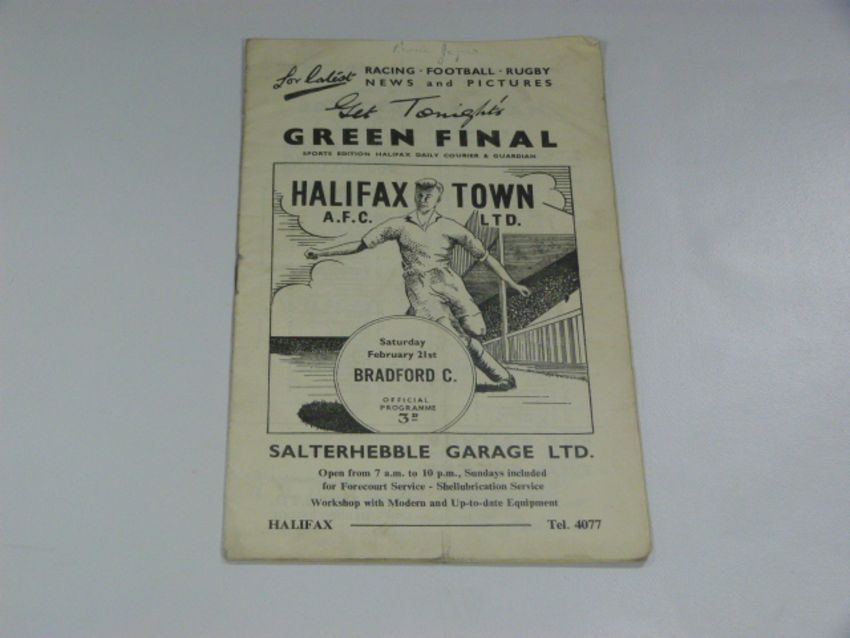 for latest RACING · FOOTBALL · RUGBY
NEWS and PICTURES
Get Tonight's
GREEN FINAL
SPORTS EDITION HALIFAX DAILY COURIER & GUARDIAN
HALIFAX TOWN
A.F.C. LTD.
Saturday
February 21st
BRADFORD C.
OFFICIAL
PROGRAMME
3D
SALTERHEBBLE GARAGE LTD.
Open from 7 a.m. to 10 p.m., Sundays included
for Forecourt Service - Shellubrication Service
Workshop with Modern and Up-to-date Equipment
HALIFAX Tel. 4077